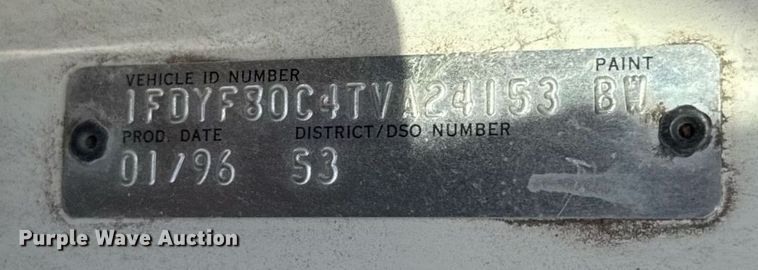 VEHICLE ID NUMBER PAINT
1FDYF80C4TVA24153 BW
PROD. DATE DISTRICT/DSO NUMBER
01/96 53
Purple Wave Auction